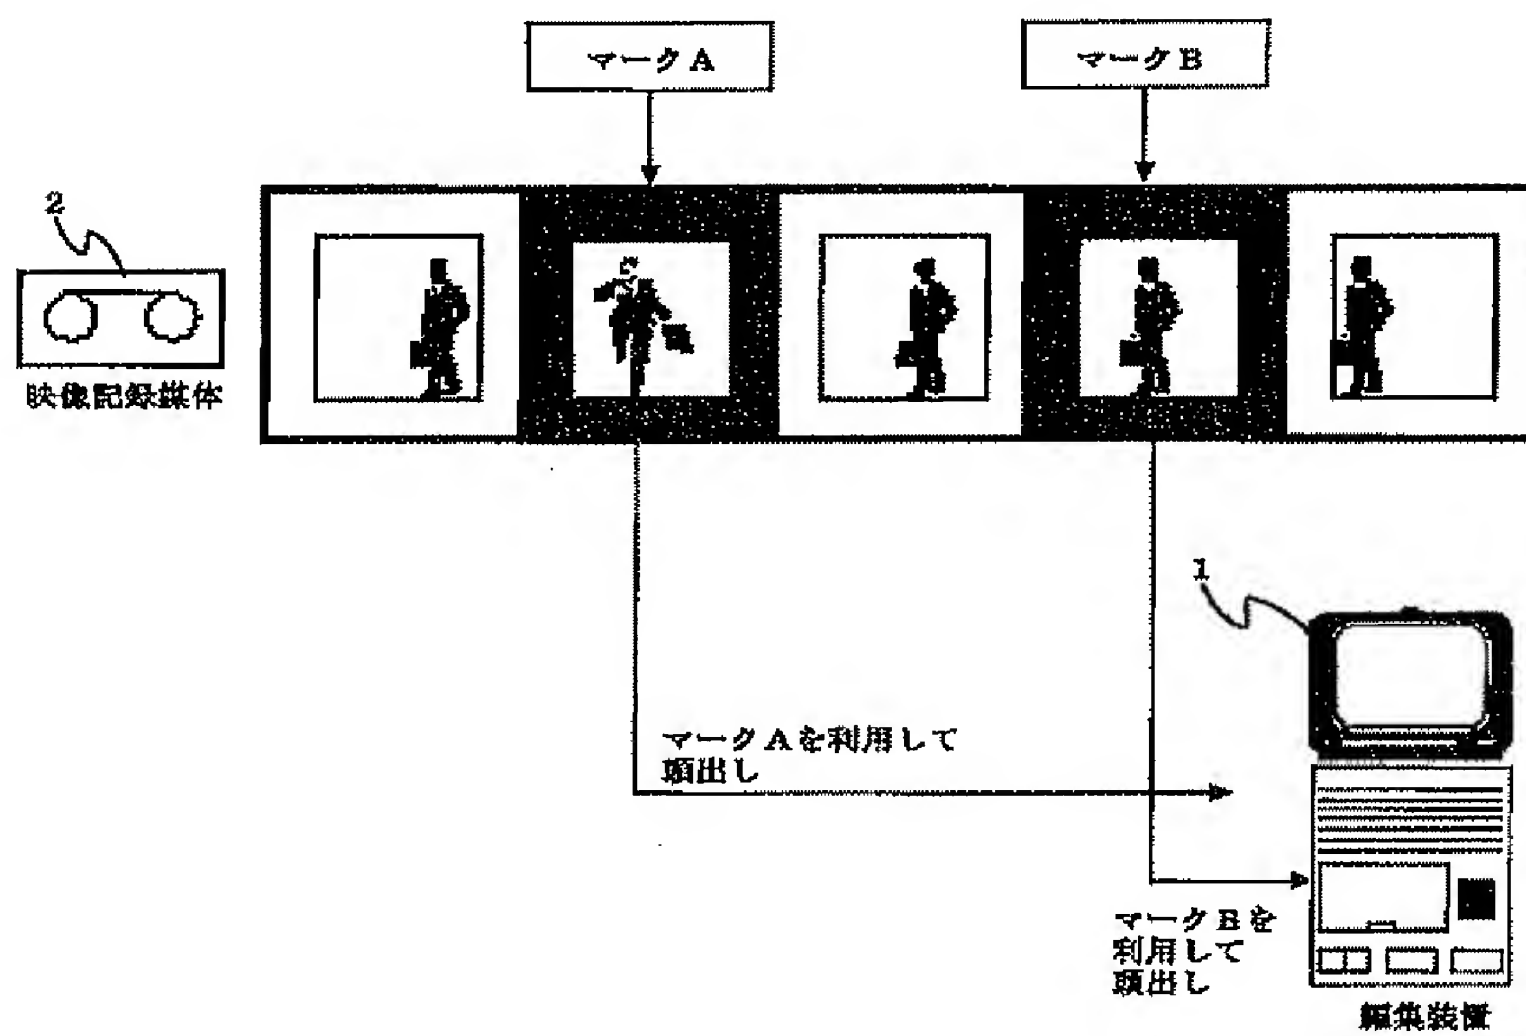 マークA
マークB
2
映像記録媒体
1
マークAを利用して
頭出し
マークBを
利用して
頭出し
編集装置